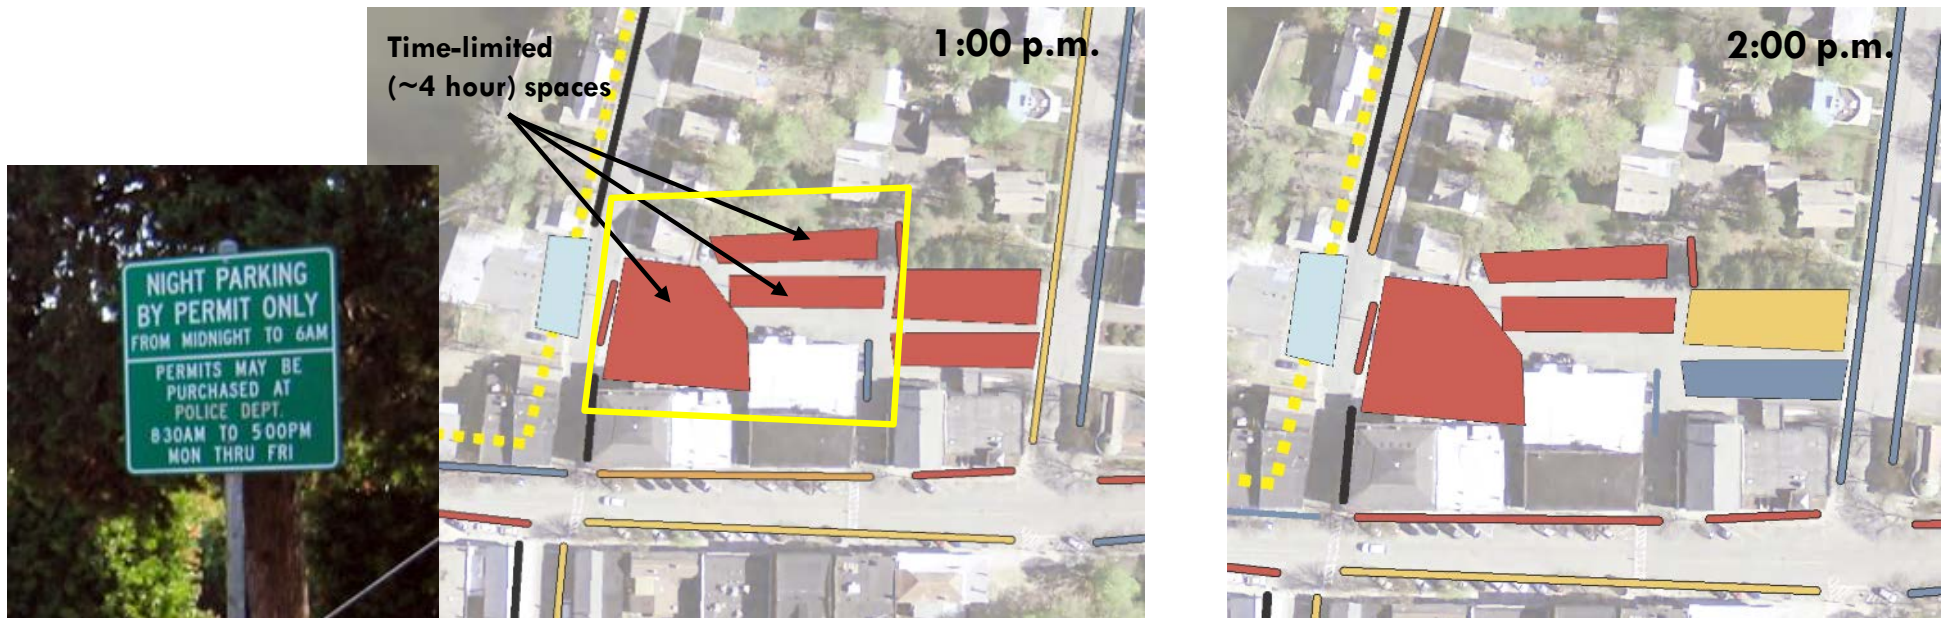 Time-limited
(~4 hour) spaces
1:00 p.m.
2:00 p.m.
NIGHT PARKING
BY PERMIT ONLY
FROM MIDNIGHT TO 6AM
PERMITS MAY BE
PURCHASED AT
POLICE DEPT.
830AM TO 500PM
MON THRU FRI